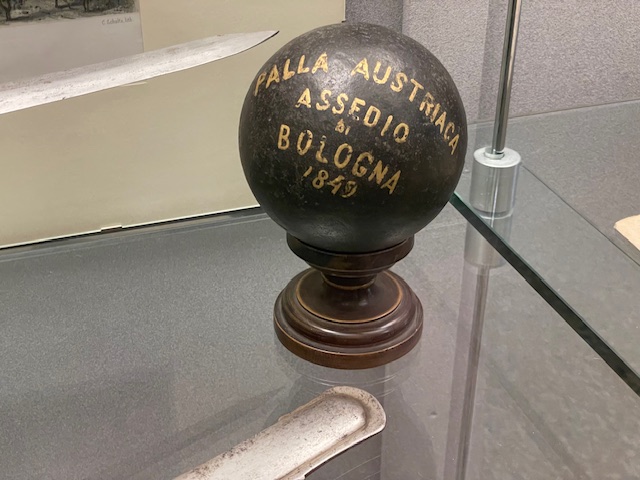 PALLA AUSTRIACA
ASSEDIO
DI
BOLOGNA
1849